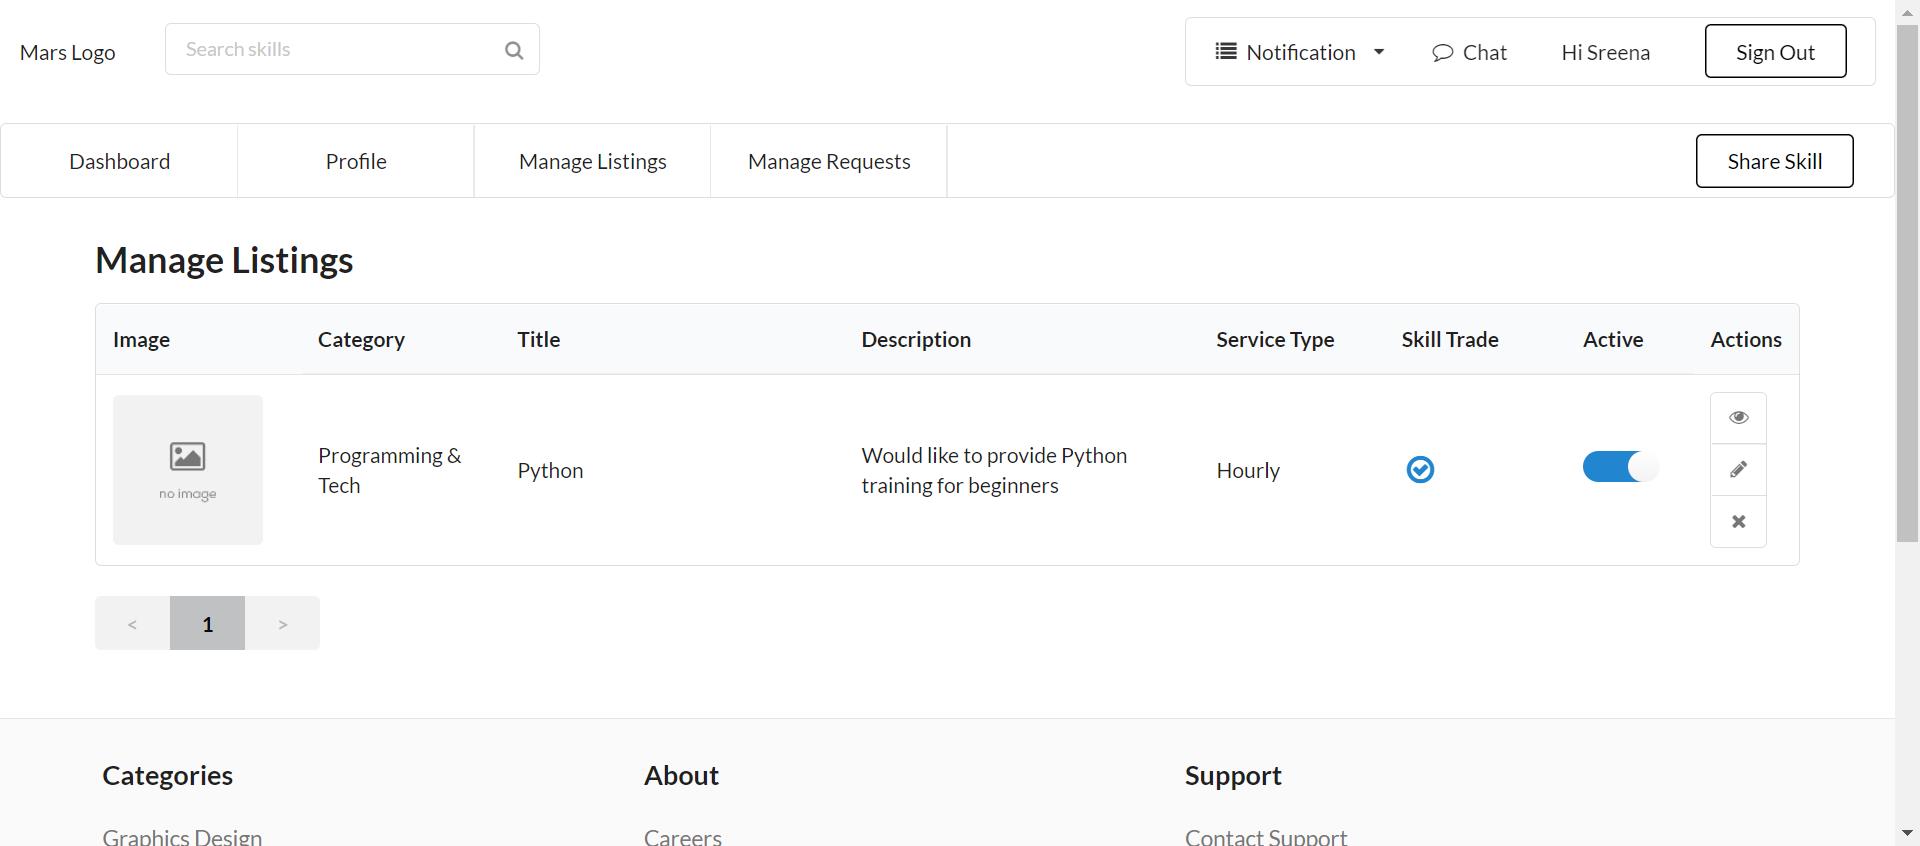 Mars Logo
Search skills
Notification
Chat
Hi Sreena
Sign Out
Dashboard
Profile
Manage Listings
Manage Requests
Share Skill
Manage Listings
Image Category Title Description Service Type Skill Trade Active Actions
no image
Programming &
Tech
Python
Would like to provide Python
training for beginners
Hourly
< 1 >
Categories
About
Support
Graphics Design
Careers
Contact Support